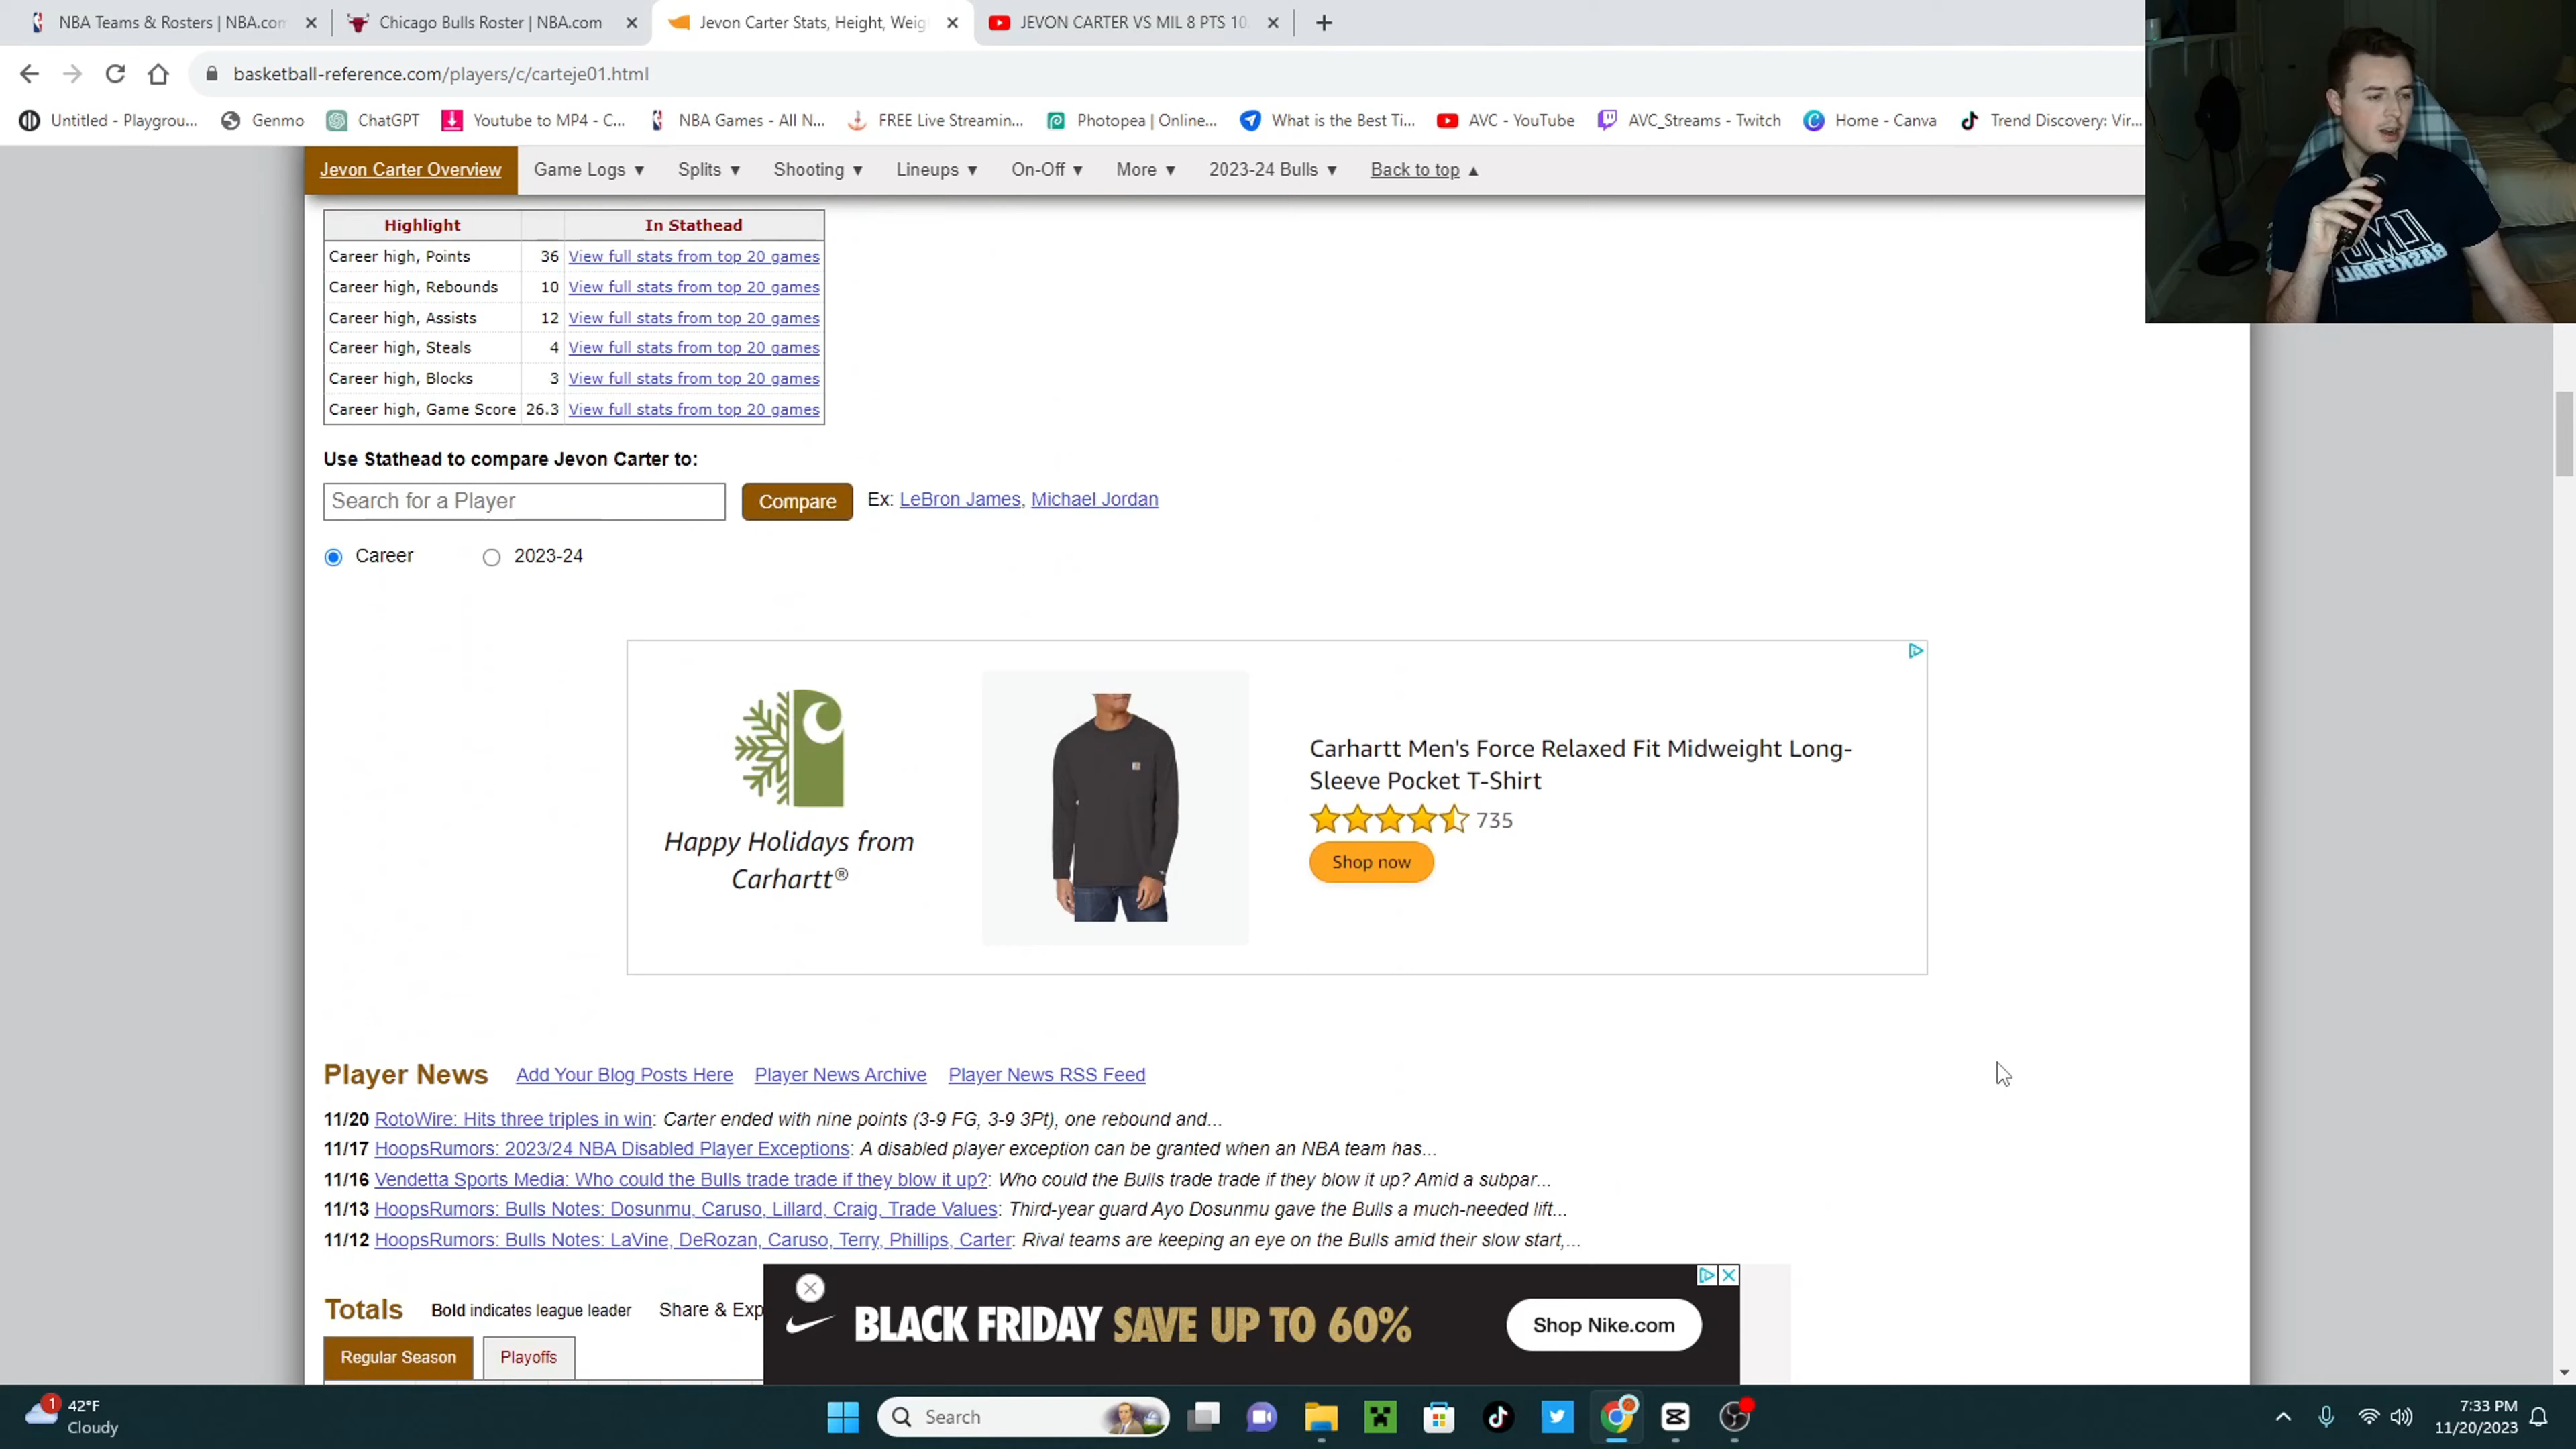 NBA Teams & Rosters | NBA.com
Chicago Bulls Roster | NBA.com
Jevon Carter Stats, Height, Weig
JEVON CARTER VS MIL 8 PTS 10
basketball-reference.com/players/c/carteje01.html
Untitled - Playgrou...
Genmo
ChatGPT
Youtube to MP4 - C...
NBA Games - All N...
FREE Live Streamin...
Photopea | Online...
What is the Best Ti...
AVC - YouTube
AVC_Streams - Twitch
Home - Canva
Trend Discovery: Vir...
Jevon Carter Overview
Game Logs ▼
Splits ▼
Shooting ▼
Lineups ▼
On-Off ▼
More ▼
2023-24 Bulls ▼
Back to top ▲
LMU
BASKETBALL
Highlight In Stathead
Career high, Points 36 View full stats from top 20 games
Career high, Rebounds 10 View full stats from top 20 games
Career high, Assists 12 View full stats from top 20 games
Career high, Steals 4 View full stats from top 20 games
Career high, Blocks 3 View full stats from top 20 games
Career high, Game Score 26.3 View full stats from top 20 games
Use Stathead to compare Jevon Carter to:
Search for a Player
Compare
Ex: LeBron James, Michael Jordan
Career
2023-24
Happy Holidays from
Carhartt®
Carhartt Men's Force Relaxed Fit Midweight Long-
Sleeve Pocket T-Shirt
735
Shop now
Player News Add Your Blog Posts Here Player News Archive Player News RSS Feed
11/20 RotoWire: Hits three triples in win: Carter ended with nine points (3-9 FG, 3-9 3Pt), one rebound and...
11/17 HoopsRumors: 2023/24 NBA Disabled Player Exceptions: A disabled player exception can be granted when an NBA team has...
11/16 Vendetta Sports Media: Who could the Bulls trade trade if they blow it up?: Who could the Bulls trade trade if they blow it up? Amid a subpar...
11/13 HoopsRumors: Bulls Notes: Dosunmu, Caruso, Lillard, Craig, Trade Values: Third-year guard Ayo Dosunmu gave the Bulls a much-needed lift...
11/12 HoopsRumors: Bulls Notes: LaVine, DeRozan, Caruso, Terry, Phillips, Carter: Rival teams are keeping an eye on the Bulls amid their slow start,...
Totals Bold indicates league leader Share & Exp
BLACK FRIDAY SAVE UP TO 60%
Shop Nike.com
Regular Season
Playoffs
1
42°F
Cloudy
Search
7:33 PM
11/20/2023